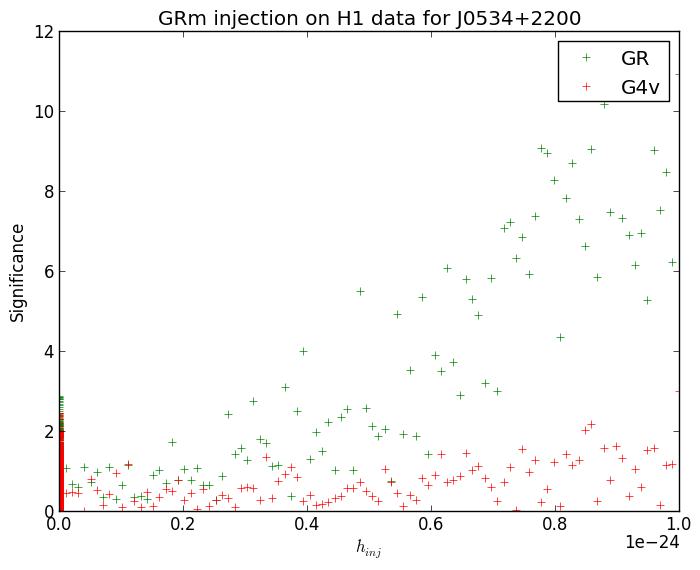 GRm injection on H1 data for J0534+2200
GR
G4v
12
10
8
6
4
2
0
Significance
0.0 0.2 0.4 0.6 0.8 1.0
1e−24
h_inj